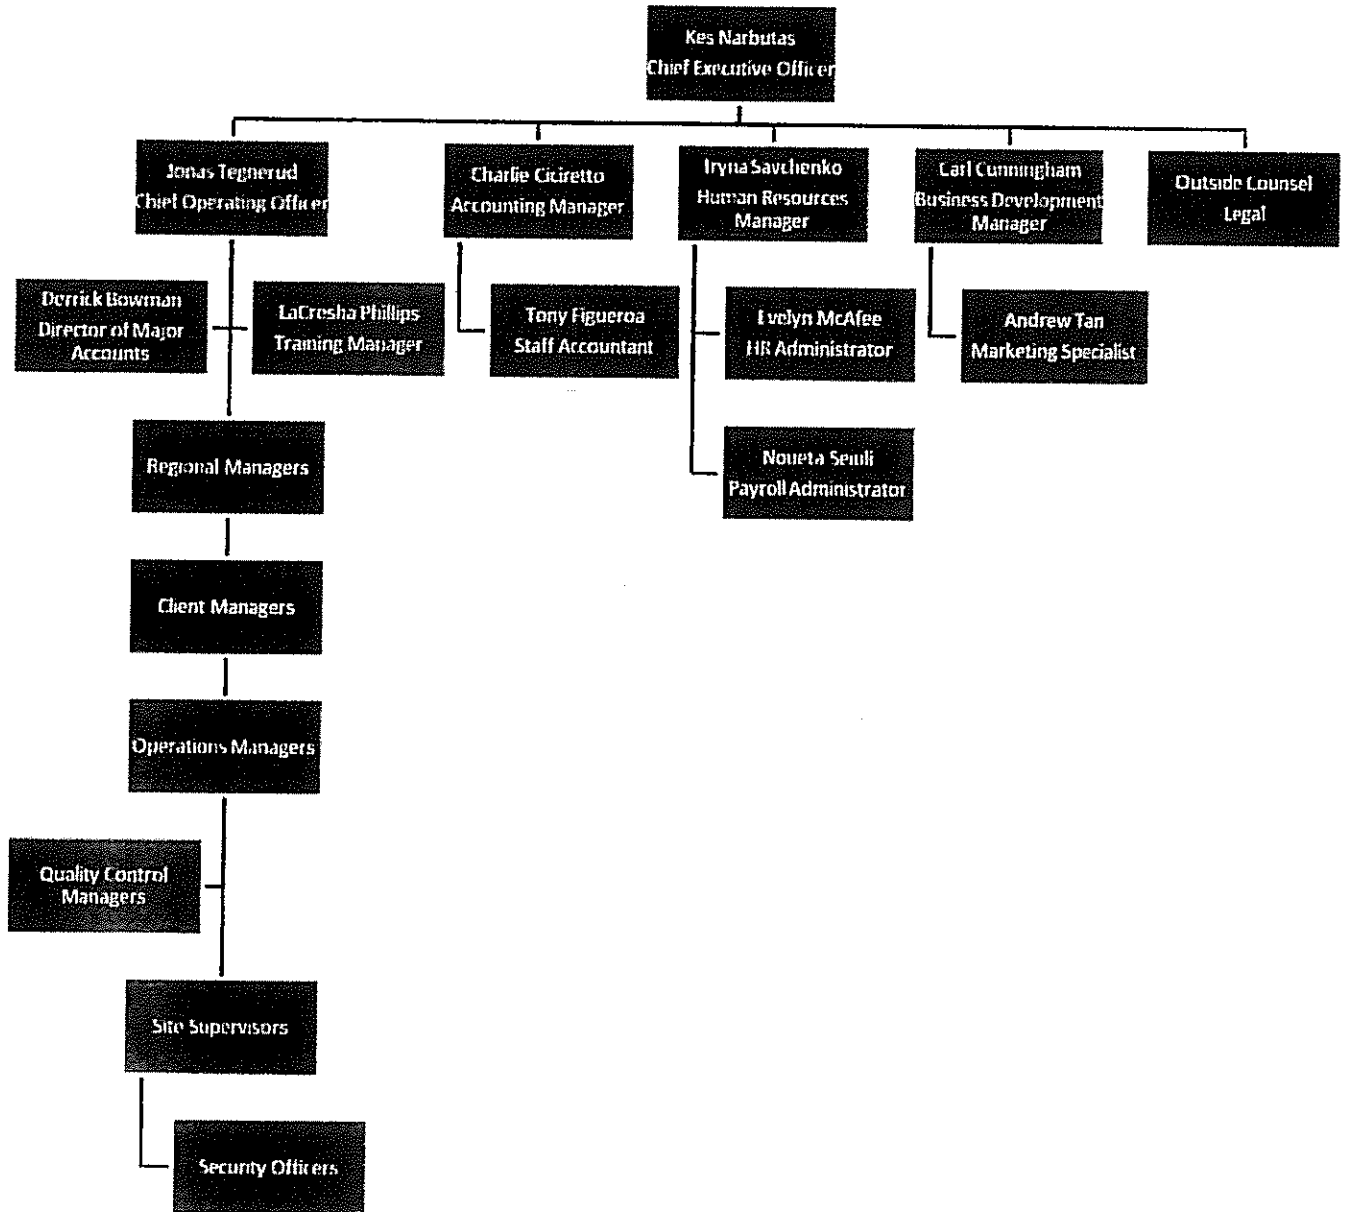 Kes Narbutas
Chief Executive Officer
Jonas Tegnerud
Chief Operating Officer
Charlie Ciciretto
Accounting Manager
Iryna Savchenko
Human Resources
Manager
Carl Cunningham
Business Development
Manager
Outside Counsel
Legal
Derrick Bowman
Director of Major
Accounts
LaCresha Phillips
Training Manager
Tony Figueroa
Staff Accountant
Evelyn McAfee
HR Administrator
Andrew Tan
Marketing Specialist
Regional Managers
Noueta Seiuli
Payroll Administrator
Client Managers
Operations Managers
Quality Control
Managers
Site Supervisors
Security Officers